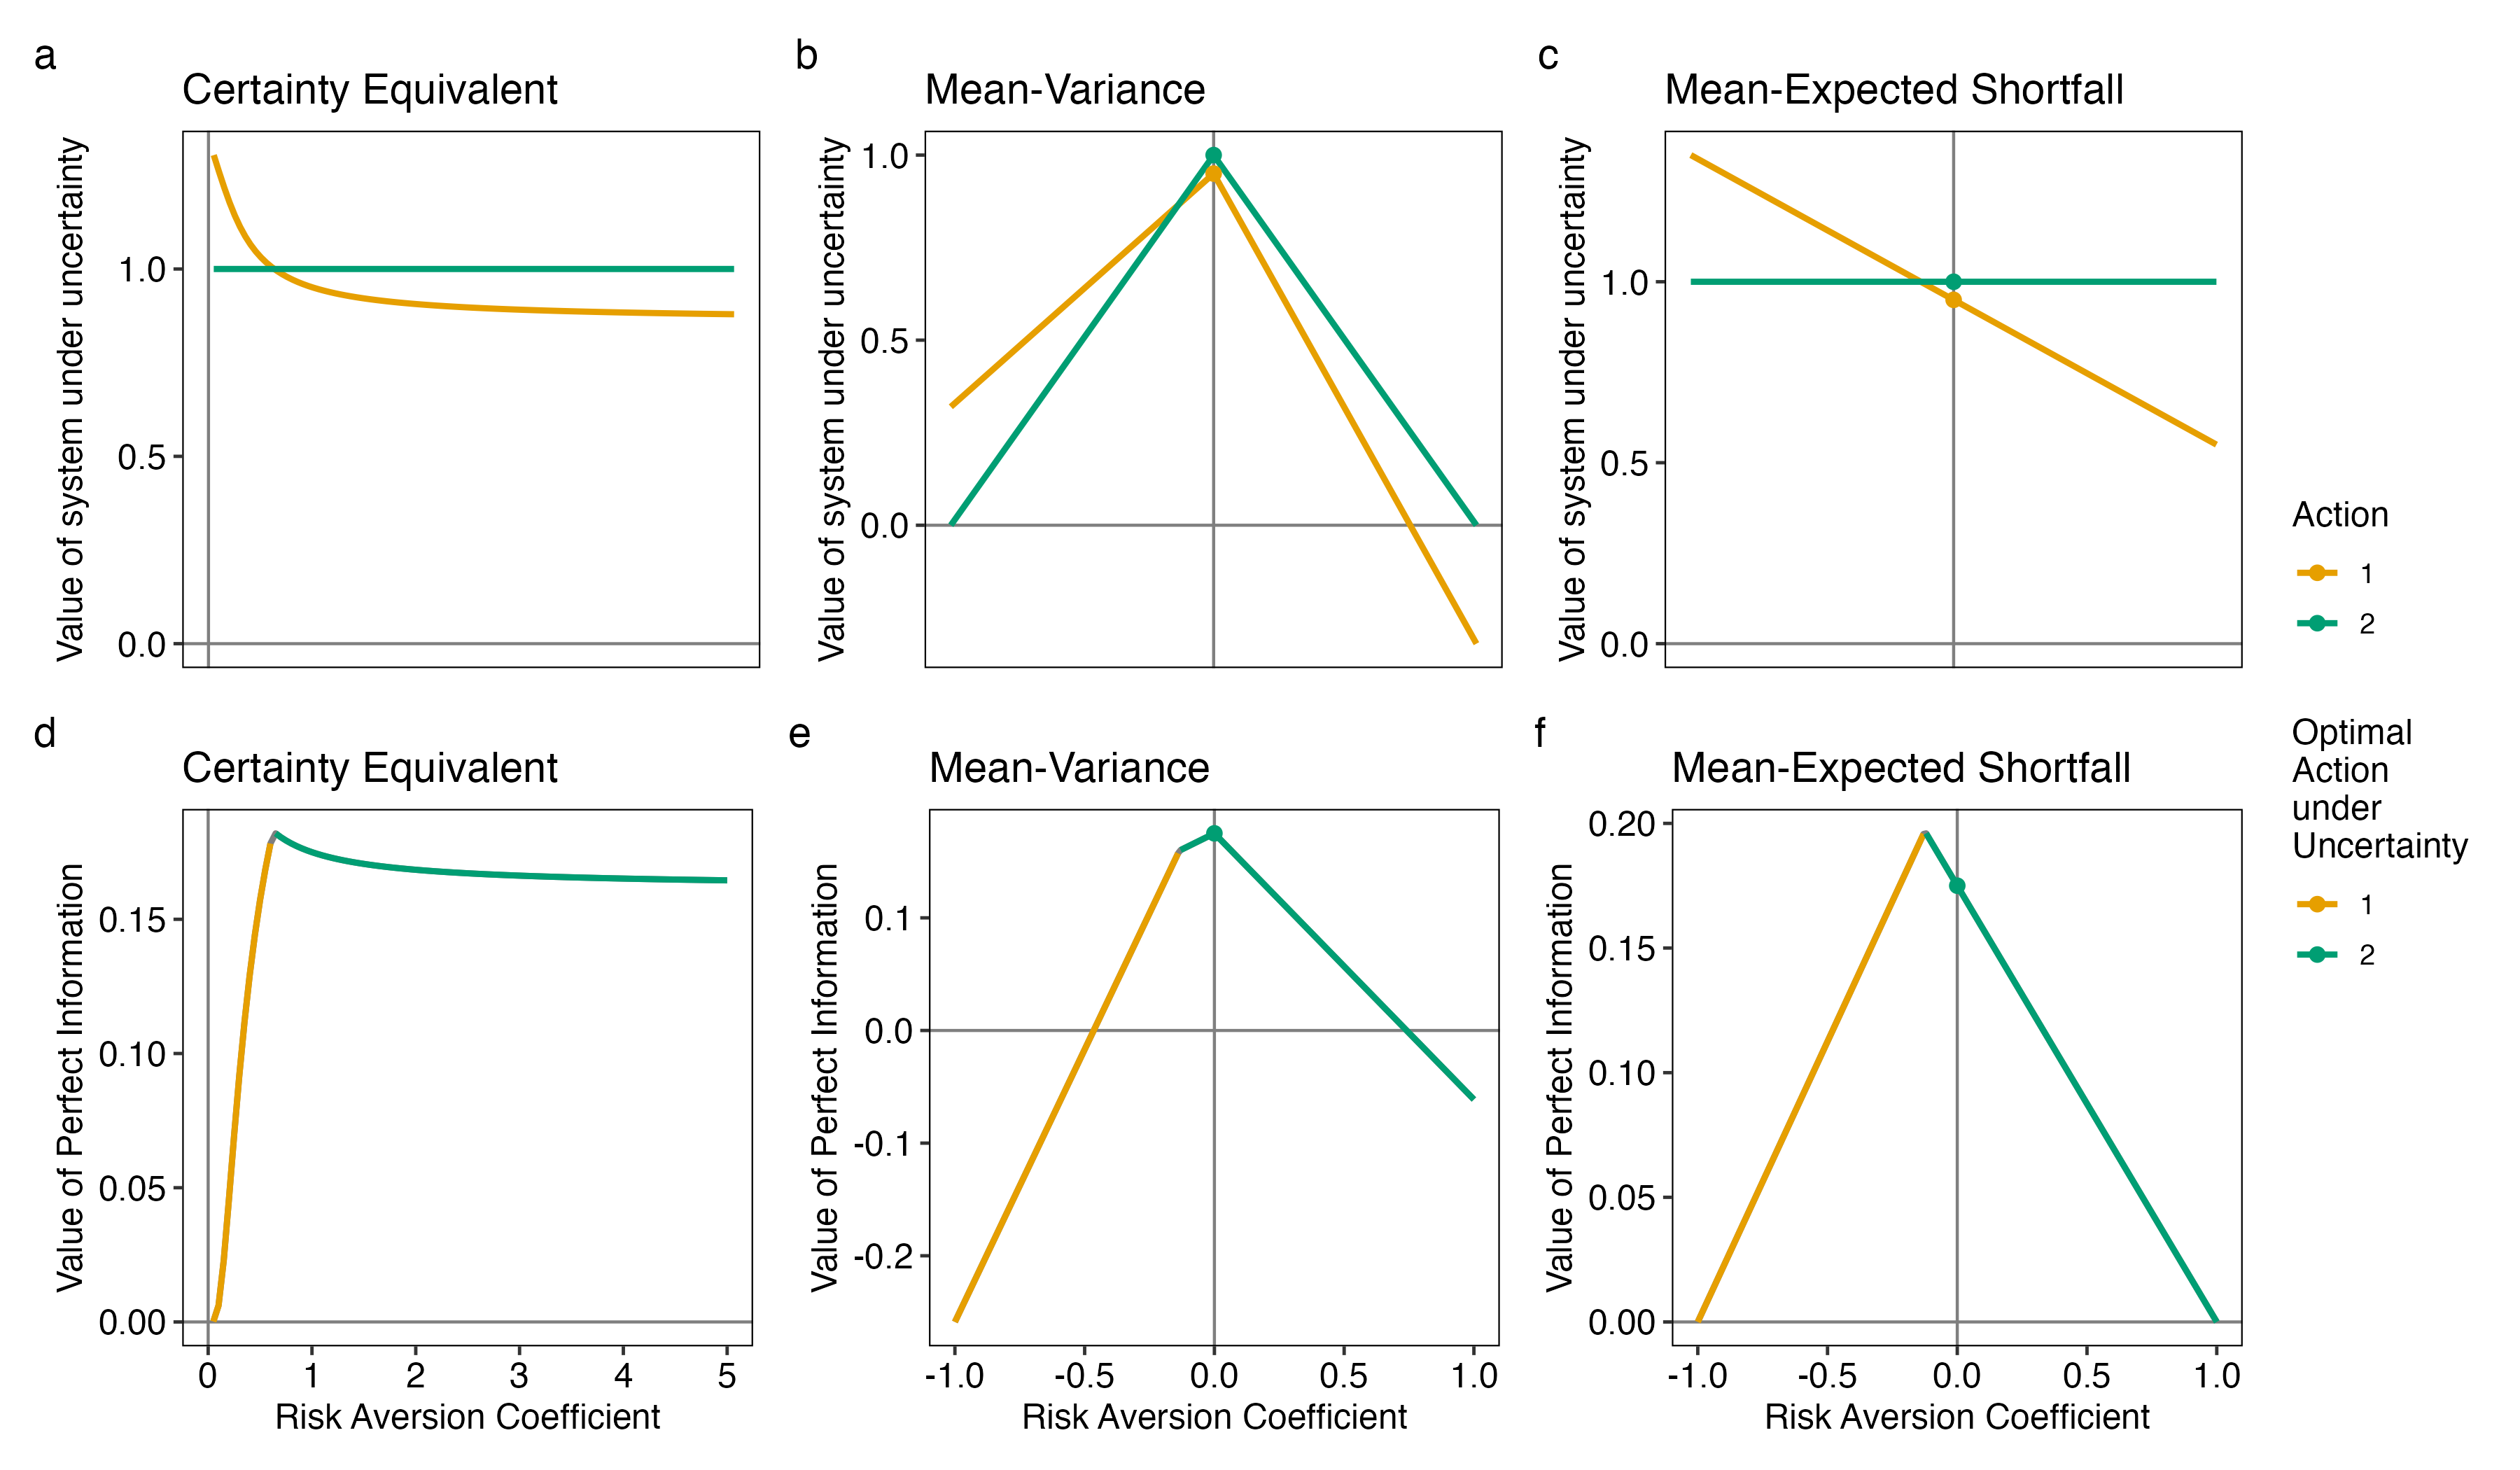 a
Certainty Equivalent
Value of system under uncertainty
1.0
0.5
0.0
b
Mean-Variance
Value of system under uncertainty
1.0
0.5
0.0
c
Mean-Expected Shortfall
Value of system under uncertainty
1.0
0.5
0.0
Action
1
2
d
Certainty Equivalent
Value of Perfect Information
0.15
0.10
0.05
0.00
0 1 2 3 4 5
Risk Aversion Coefficient
e
Mean-Variance
Value of Perfect Information
0.1
0.0
-0.1
-0.2
-1.0 -0.5 0.0 0.5 1.0
Risk Aversion Coefficient
f
Mean-Expected Shortfall
Value of Perfect Information
0.20
0.15
0.10
0.05
0.00
-1.0 -0.5 0.0 0.5 1.0
Risk Aversion Coefficient
Optimal
Action
under
Uncertainty
1
2